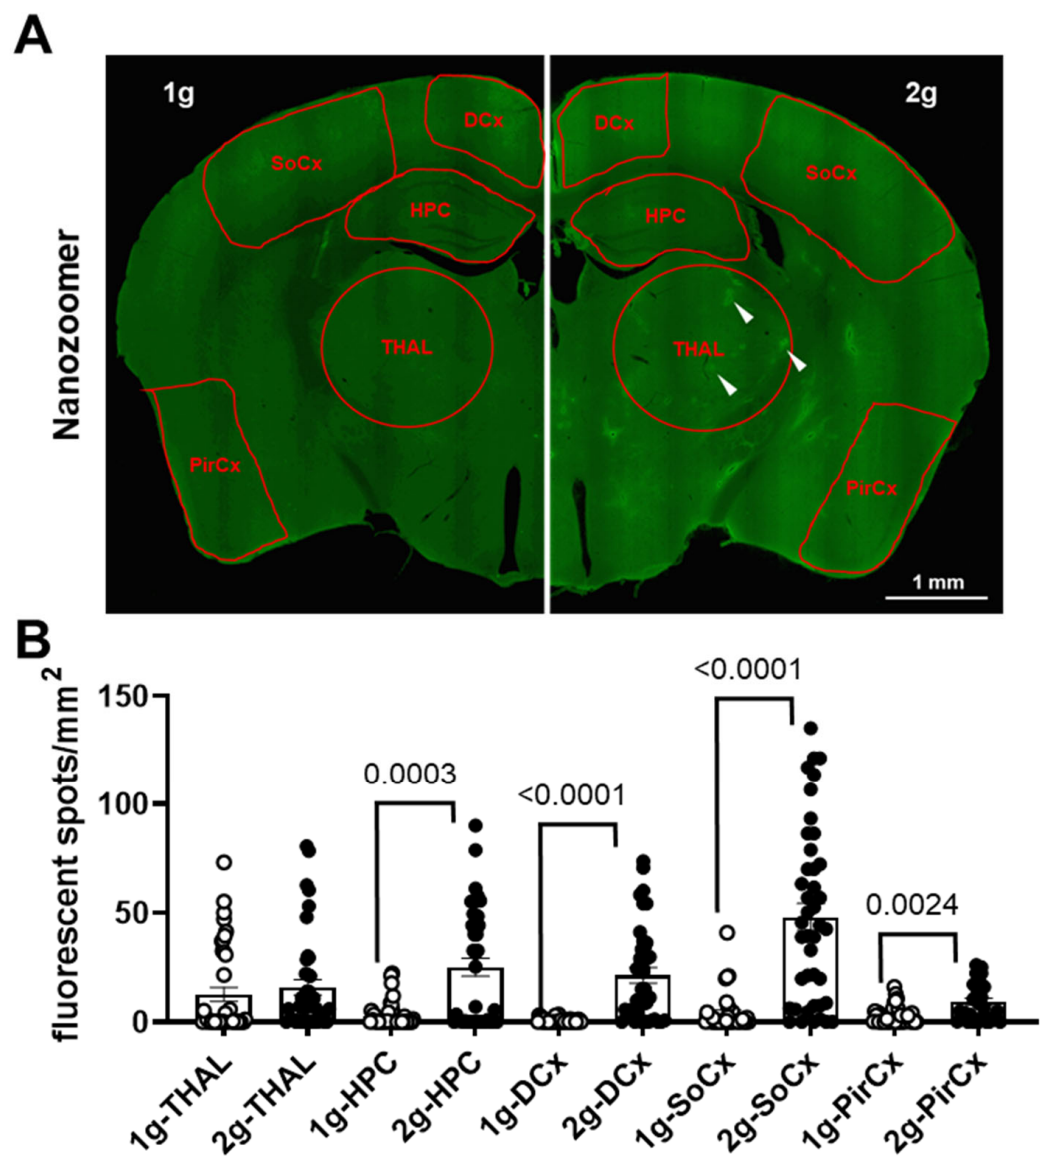 A
Nanozoomer
1g
2g
DCx
DCx
SoCx
SoCx
HPC
HPC
THAL
THAL
PirCx
PirCx
1 mm
B
fluorescent spots/mm²
150
100
50
0
0.0003
<0.0001
<0.0001
0.0024
1g-THAL
2g-THAL
1g-HPC
2g-HPC
1g-DCx
2g-DCx
1g-SoCx
2g-SoCx
1g-PirCx
2g-PirCx